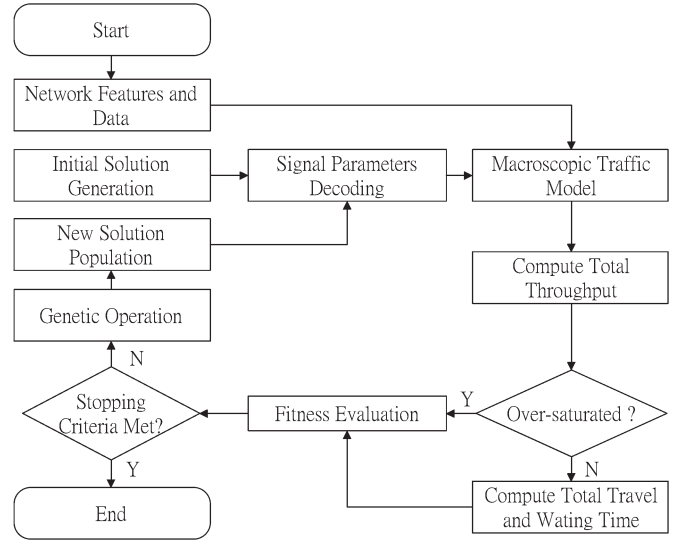 Start
Network Features and
Data
Initial Solution
Generation
Signal Parameters
Decoding
Macroscopic Traffic
Model
New Solution
Population
Compute Total
Throughput
Genetic Operation
N
Stopping
Criteria Met?
Fitness Evaluation
Y
Over-saturated ?
Y
N
End
Compute Total Travel
and Wating Time